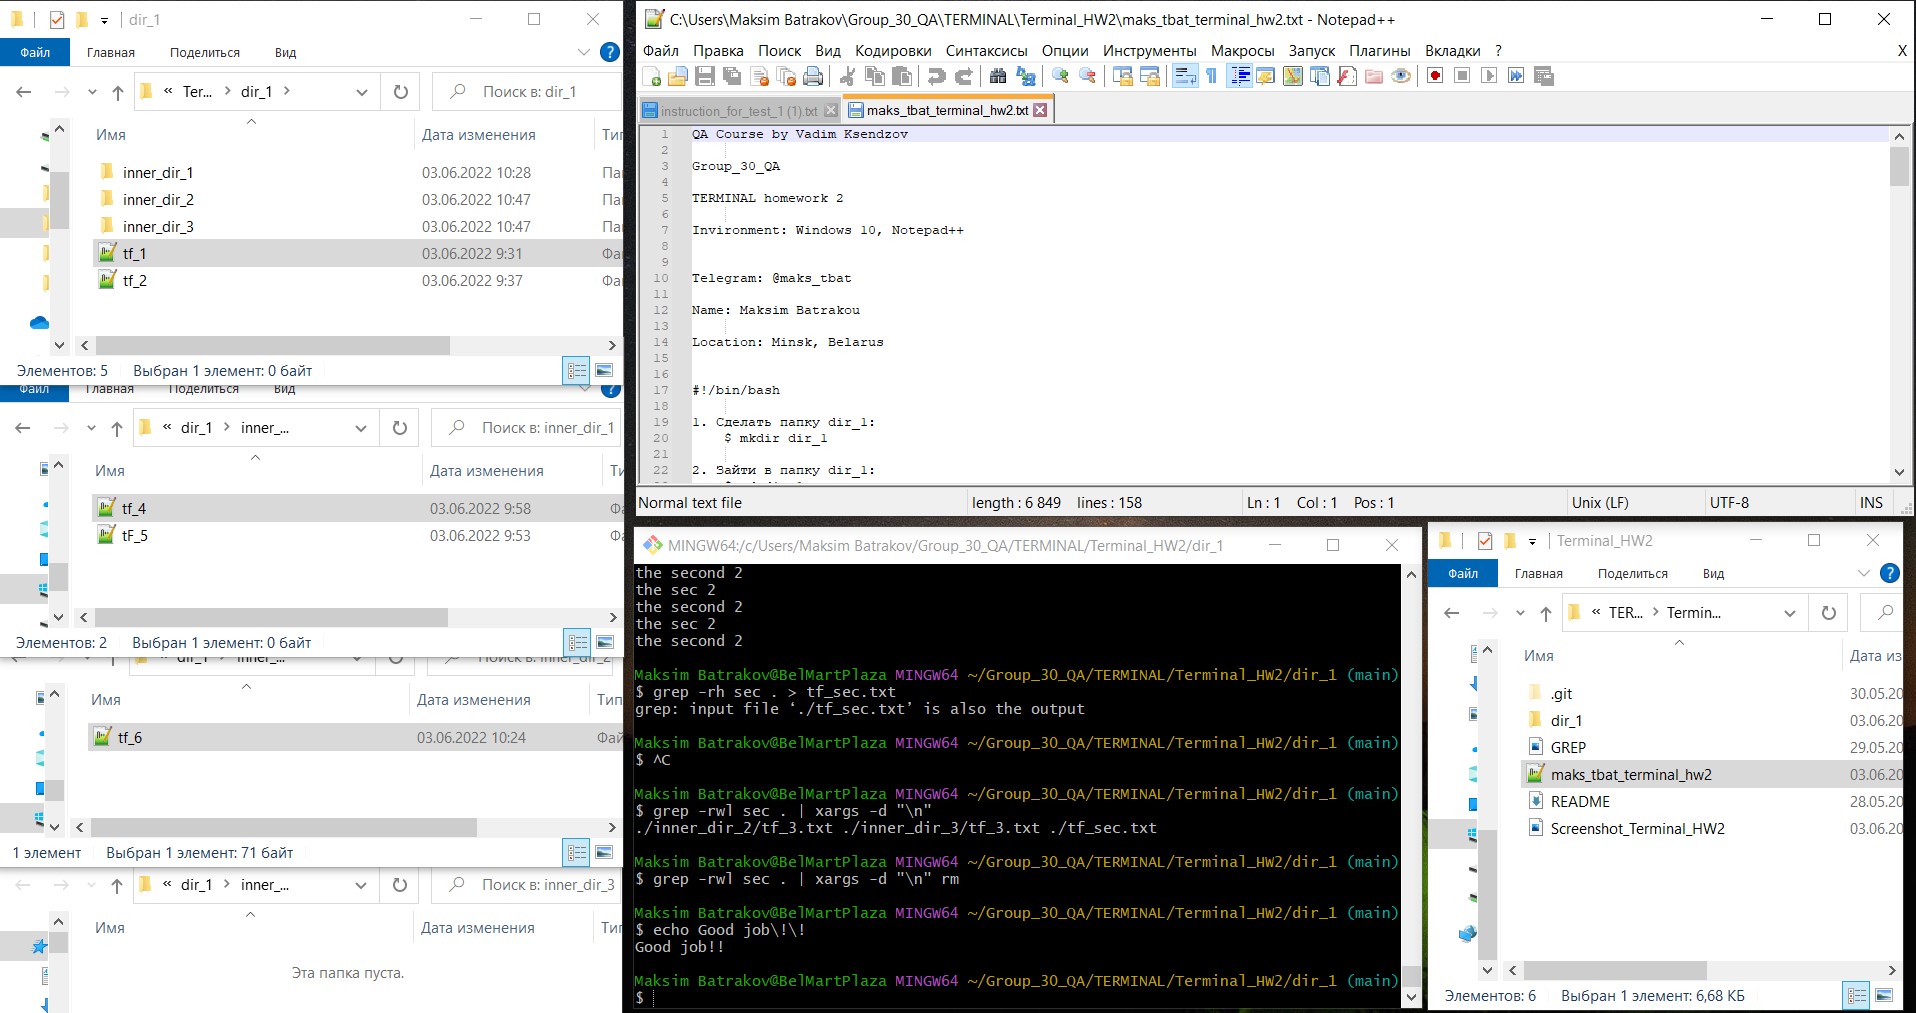 dir_1
Файл Главная Поделиться Вид
« Ter... > dir_1 >
Поиск в: dir_1
Имя Дата изменения Тип
inner_dir_1 03.06.2022 10:28 Па
inner_dir_2 03.06.2022 10:47 Па
inner_dir_3 03.06.2022 10:47 Па
tf_1 03.06.2022 9:31 Фа
tf_2 03.06.2022 9:37 Фа
Элементов: 5 Выбран 1 элемент: 0 байт
Файл Главная Поделиться Вид
« dir_1 > inner_...
Поиск в: inner_dir_1
Имя Дата изменения Ти
tf_4 03.06.2022 9:58 Фа
tF_5 03.06.2022 9:53 Фа
Элементов: 2 Выбран 1 элемент: 0 байт
dir_1 inner_... Поиск в: inner_dir_2
Имя Дата изменения Тип
tf_6 03.06.2022 10:24 Фай
1 элемент Выбран 1 элемент: 71 байт
« dir_1 > inner_...
Поиск в: inner_dir_3
Имя Дата изменения Тип
Эта папка пуста.
C:\Users\Maksim Batrakov\Group_30_QA\TERMINAL\Terminal_HW2\maks_tbat_terminal_hw2.txt - Notepad++
Файл Правка Поиск Вид Кодировки Синтаксисы Опции Инструменты Макросы Запуск Плагины Вкладки ? X
instruction_for_test_1 (1).txt maks_tbat_terminal_hw2.txt
1 QA Course by Vadim Ksendzov
2
3 Group_30_QA
4
5 TERMINAL homework 2
6
7 Invironment: Windows 10, Notepad++
8
9
10 Telegram: @maks_tbat
11
12 Name: Maksim Batrakou
13
14 Location: Minsk, Belarus
15
16
17 #!/bin/bash
18
19 1. Сделать папку dir_1:
20 $ mkdir dir_1
21
22 2. Зайти в папку dir_1:
Normal text file length : 6 849 lines : 158 Ln : 1 Col : 1 Pos : 1 Unix (LF) UTF-8 INS
MINGW64:/c/Users/Maksim Batrakov/Group_30_QA/TERMINAL/Terminal_HW2/dir_1
the second 2
the sec 2
the second 2
the sec 2
the second 2
Maksim Batrakov@BelMartPlaza MINGW64 ~/Group_30_QA/TERMINAL/Terminal_HW2/dir_1 (main)
$ grep -rh sec . > tf_sec.txt
grep: input file ‘./tf_sec.txt’ is also the output
Maksim Batrakov@BelMartPlaza MINGW64 ~/Group_30_QA/TERMINAL/Terminal_HW2/dir_1 (main)
$ ^C
Maksim Batrakov@BelMartPlaza MINGW64 ~/Group_30_QA/TERMINAL/Terminal_HW2/dir_1 (main)
$ grep -rwl sec . | xargs -d "\n"
./inner_dir_2/tf_3.txt ./inner_dir_3/tf_3.txt ./tf_sec.txt
Maksim Batrakov@BelMartPlaza MINGW64 ~/Group_30_QA/TERMINAL/Terminal_HW2/dir_1 (main)
$ grep -rwl sec . | xargs -d "\n" rm
Maksim Batrakov@BelMartPlaza MINGW64 ~/Group_30_QA/TERMINAL/Terminal_HW2/dir_1 (main)
$ echo Good job\!\!
Good job!!
Maksim Batrakov@BelMartPlaza MINGW64 ~/Group_30_QA/TERMINAL/Terminal_HW2/dir_1 (main)
$
Terminal_HW2
Файл Главная Поделиться Вид
« TER... > Termin...
Имя Дата из
.git 30.05.20
dir_1 03.06.20
GREP 29.05.20
maks_tbat_terminal_hw2 03.06.20
README 28.05.20
Screenshot_Terminal_HW2 03.06.20
Элементов: 6 Выбран 1 элемент: 6,68 КБ